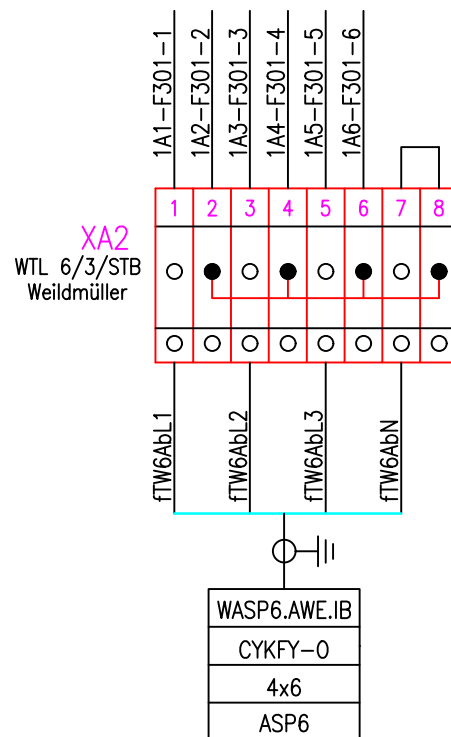 1A1-F301-1
1A2-F301-2
1A3-F301-3
1A4-F301-4
1A5-F301-5
1A6-F301-6
1 2 3 4 5 6 7 8
XA2
WTL 6/3/STB
Weildmüller
fTW6AbL1
fTW6AbL2
fTW6AbL3
fTW6AbN
WASP6.AWE.IB
CYKFY-O
4x6
ASP6